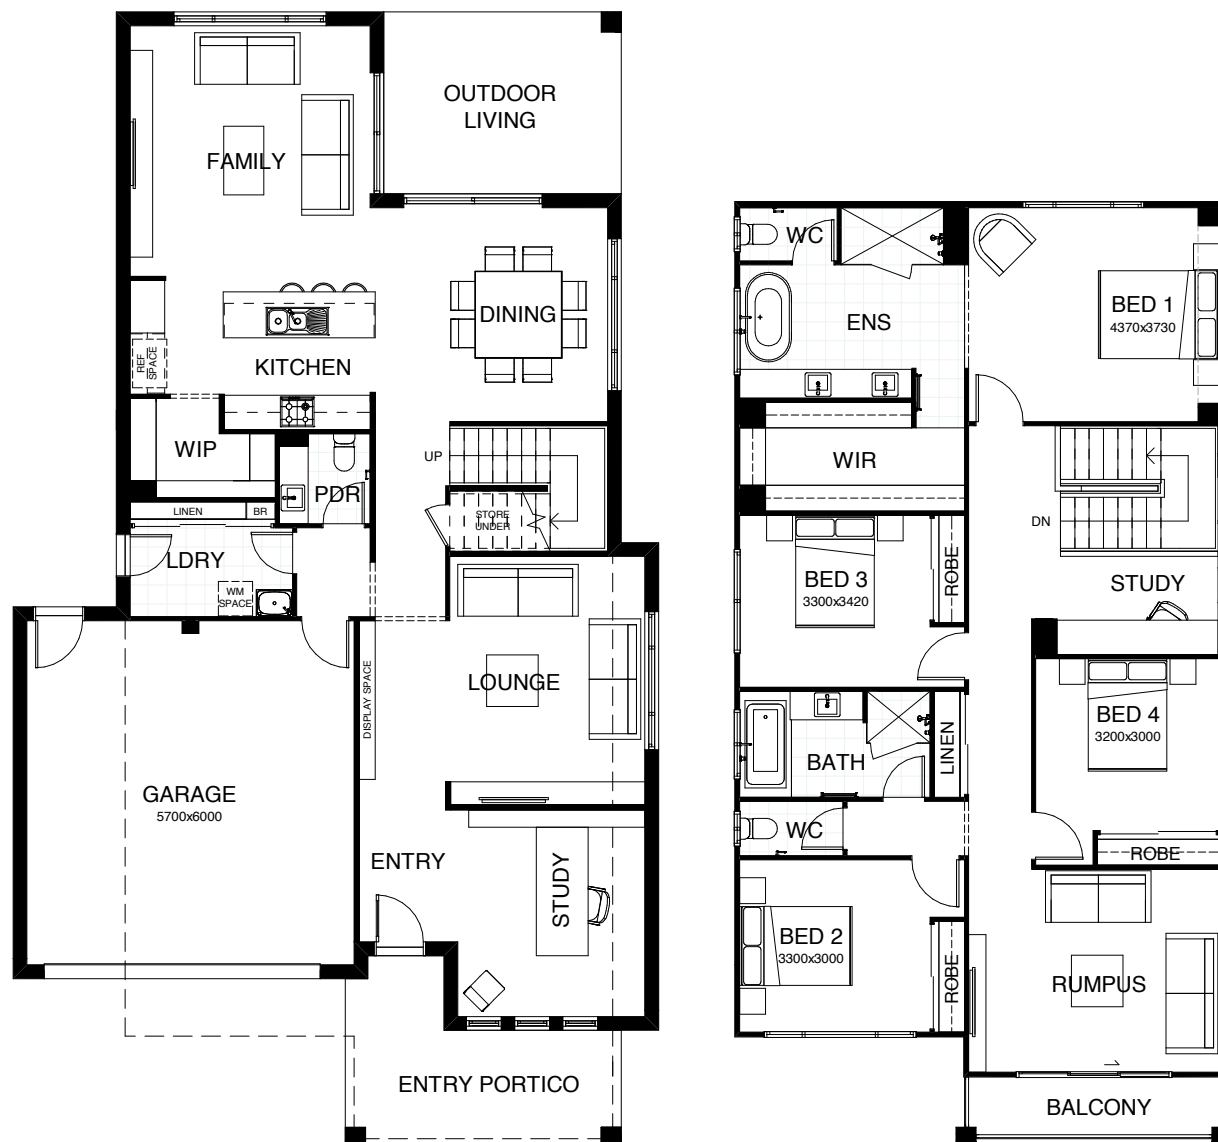 OUTDOOR
LIVING
FAMILY
DINING
REF
SPACE
KITCHEN
WIP
UP
PDR
LINEN
BR
STORE
UNDER
LDRY
WM
SPACE
LOUNGE
DISPLAY SPACE
GARAGE
5700x6000
ENTRY
STUDY
ENTRY PORTICO
WC
BED 1
4370x3730
ENS
WIR
DN
BED 3
3300x3420
ROBE
STUDY
BED 4
3200x3000
BATH
LINEN
WC
ROBE
BED 2
3300x3000
ROBE
RUMPUS
BALCONY